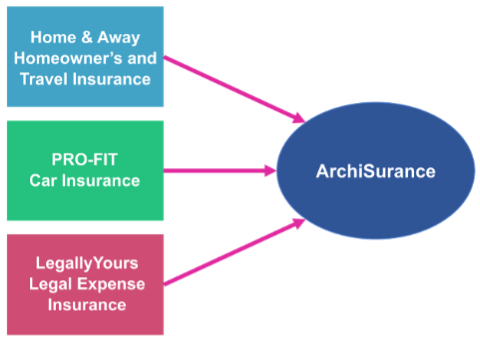 Home & Away
Homeowner's and
Travel Insurance
PRO-FIT
Car Insurance
LegallyYours
Legal Expense
Insurance
ArchiSurance